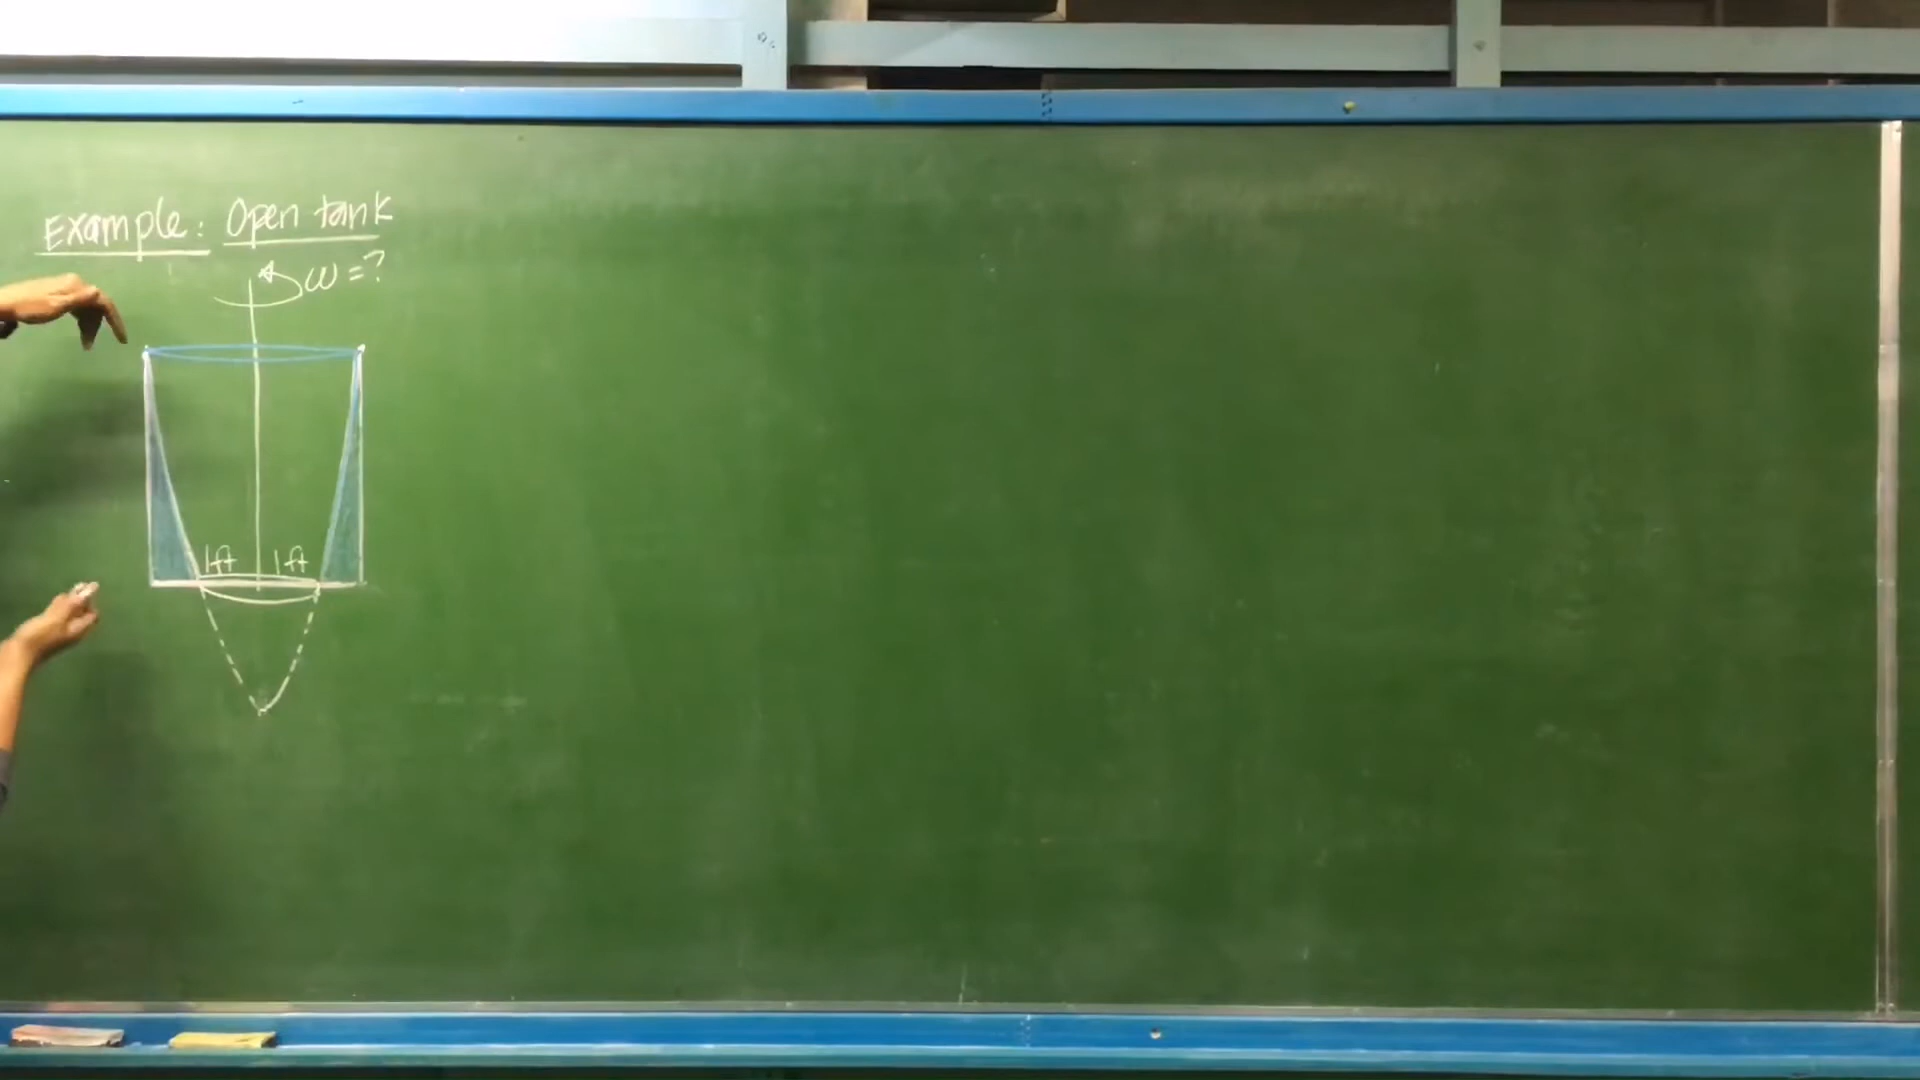 Example: Open tank
ω = ?
1ft 1ft